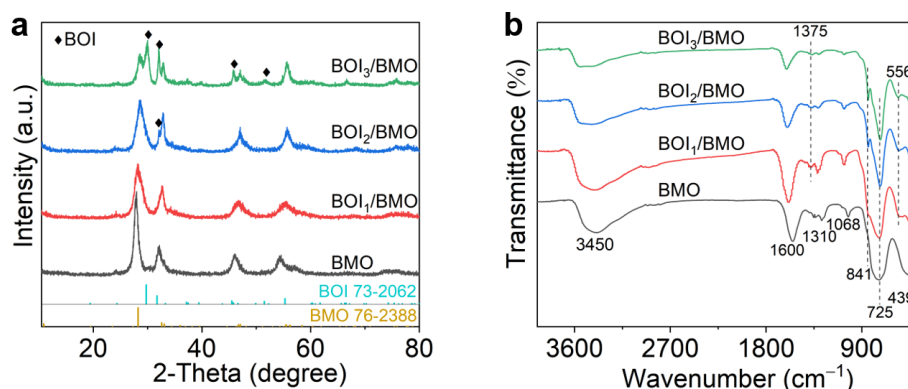 a
♦BOI
BOI₃/BMO
BOI₂/BMO
BOI₁/BMO
BMO
BOI 73-2062
BMO 76-2388
20 40 60 80
2-Theta (degree)
Intensity (a.u.)
b
1375
BOI₃/BMO
556
BOI₂/BMO
BOI₁/BMO
BMO
3450
1600
1310
1068
841
725
439
3600 2700 1800 900
Wavenumber (cm⁻¹)
Transmittance (%)